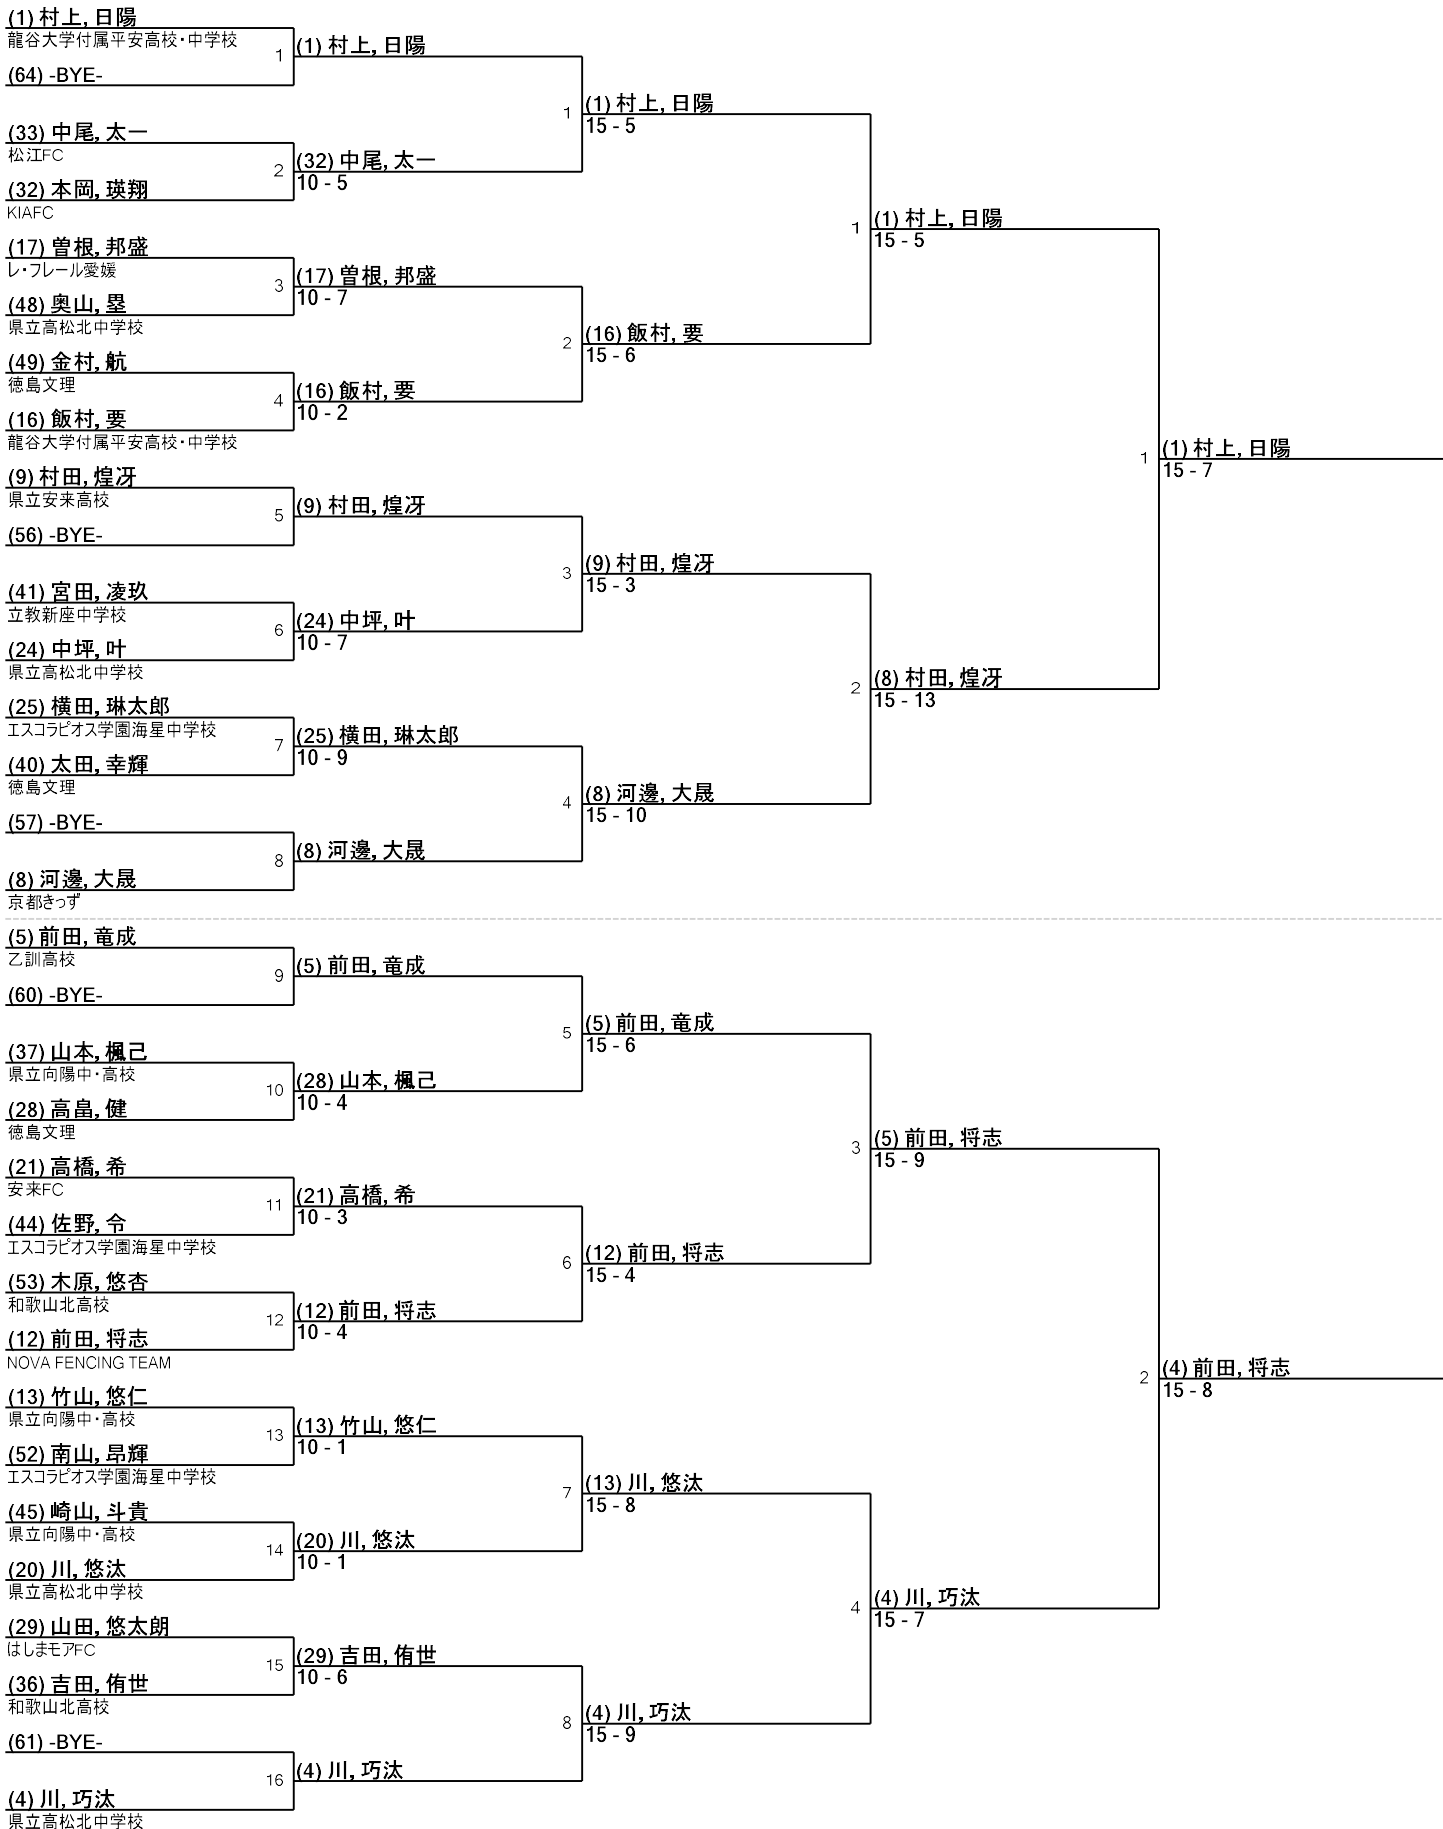 (1) 村上, 日陽
龍谷大学付属平安高校・中学校
1
(64) -BYE-
(33) 中尾, 太一
松江FC
2
(32) 本岡, 瑛翔
KIAFC
(17) 曽根, 邦盛
レ・フレール愛媛
3
(48) 奥山, 塁
県立高松北中学校
(49) 金村, 航
徳島文理
4
(16) 飯村, 要
龍谷大学付属平安高校・中学校
(9) 村田, 煌冴
県立安来高校
5
(56) -BYE-
(41) 宮田, 凌玖
立教新座中学校
6
(24) 中坪, 叶
県立高松北中学校
(25) 横田, 琳太郎
エスコラピオス学園海星中学校
7
(40) 太田, 幸輝
徳島文理
(57) -BYE-
8
(8) 河邊, 大晟
京都きっず
(5) 前田, 竜成
乙訓高校
9
(60) -BYE-
(37) 山本, 楓己
県立向陽中・高校
10
(28) 高畠, 健
徳島文理
(21) 高橋, 希
安来FC
11
(44) 佐野, 令
エスコラピオス学園海星中学校
(53) 木原, 悠杏
和歌山北高校
12
(12) 前田, 将志
NOVA FENCING TEAM
(13) 竹山, 悠仁
県立向陽中・高校
13
(52) 南山, 昂輝
エスコラピオス学園海星中学校
(45) 崎山, 斗貴
県立向陽中・高校
14
(20) 川, 悠汰
県立高松北中学校
(29) 山田, 悠太朗
はしまモアFC
15
(36) 吉田, 侑世
和歌山北高校
(61) -BYE-
16
(4) 川, 巧汰
県立高松北中学校
(1) 村上, 日陽
1
(32) 中尾, 太一
10 - 5
(17) 曽根, 邦盛
10 - 7
2
(16) 飯村, 要
10 - 2
(9) 村田, 煌冴
3
(24) 中坪, 叶
10 - 7
(25) 横田, 琳太郎
10 - 9
4
(8) 河邊, 大晟
(5) 前田, 竜成
5
(28) 山本, 楓己
10 - 4
(21) 高橋, 希
10 - 3
6
(12) 前田, 将志
10 - 4
(13) 竹山, 悠仁
10 - 1
7
(20) 川, 悠汰
10 - 1
(29) 吉田, 侑世
10 - 6
8
(4) 川, 巧汰
(1) 村上, 日陽
15 - 5
1
(16) 飯村, 要
15 - 6
(9) 村田, 煌冴
15 - 3
2
(8) 河邊, 大晟
15 - 10
(5) 前田, 竜成
15 - 6
3
(12) 前田, 将志
15 - 4
(13) 川, 悠汰
15 - 8
4
(4) 川, 巧汰
15 - 9
(1) 村上, 日陽
15 - 5
1
(8) 村田, 煌冴
15 - 13
(5) 前田, 将志
15 - 9
2
(4) 川, 巧汰
15 - 7
(1) 村上, 日陽
15 - 7
(4) 前田, 将志
15 - 8